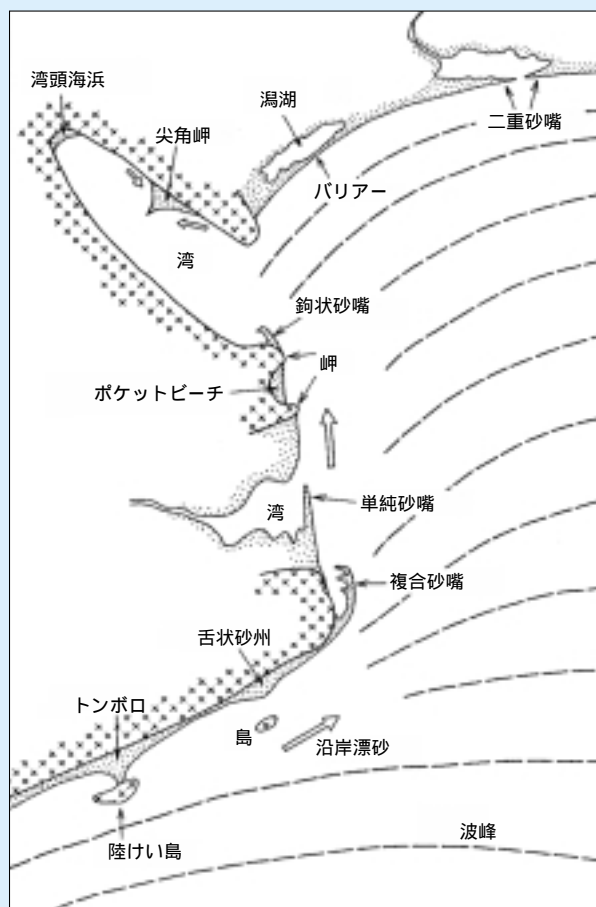 湾頭海浜
潟湖
二重砂嘴
尖角岬
バリアー
湾
鉤状砂嘴
岬
ポケットビーチ
湾
単純砂嘴
複合砂嘴
舌状砂州
トンボロ
島
沿岸漂砂
波峰
陸けい島